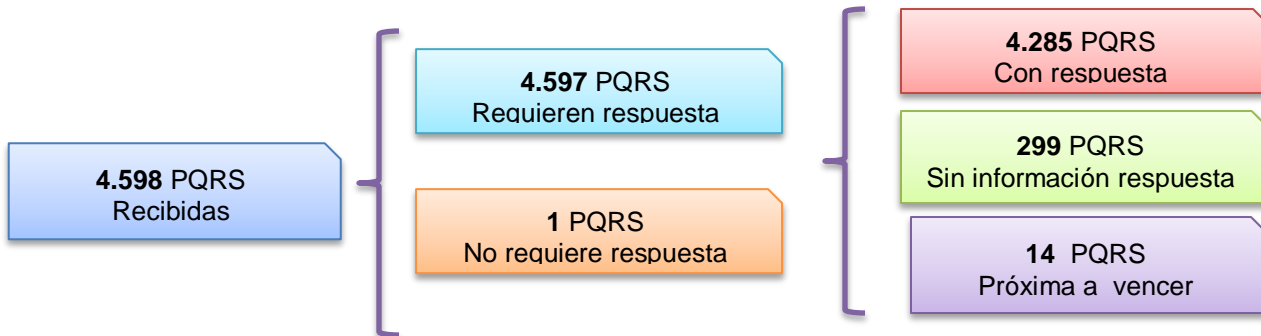 4.598 PQRS
Recibidas
4.597 PQRS
Requieren respuesta
1 PQRS
No requiere respuesta
4.285 PQRS
Con respuesta
299 PQRS
Sin información respuesta
14 PQRS
Próxima a vencer